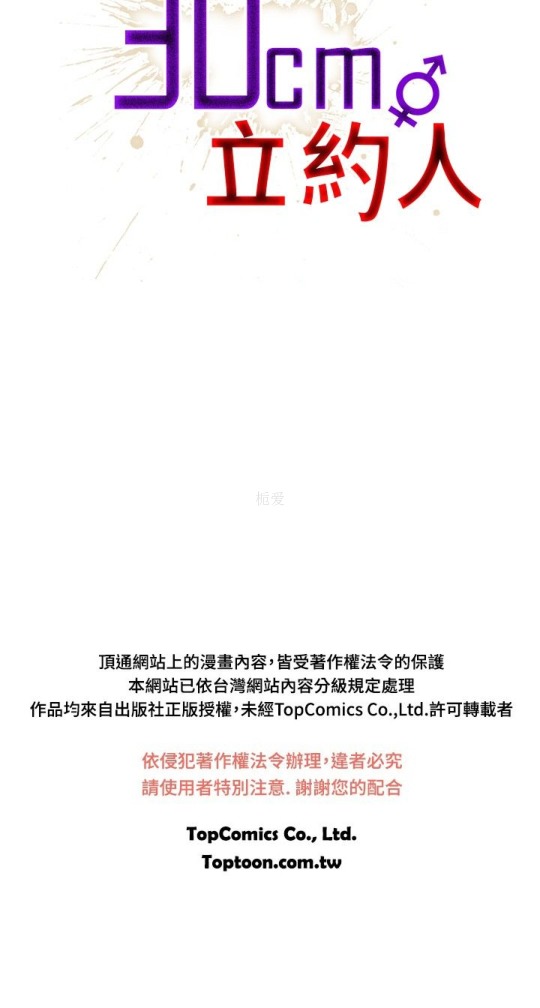 30cm
立約人
栀爱
頂通網站上的漫畫內容，皆受著作權法令的保護
本網站已依台灣網站內容分級規定處理
作品均來自出版社正版授權，未經TopComics Co.,Ltd.許可轉載者
依侵犯著作權法令辦理，違者必究
請使用者特別注意. 謝謝您的配合
TopComics Co., Ltd.
Toptoon.com.tw